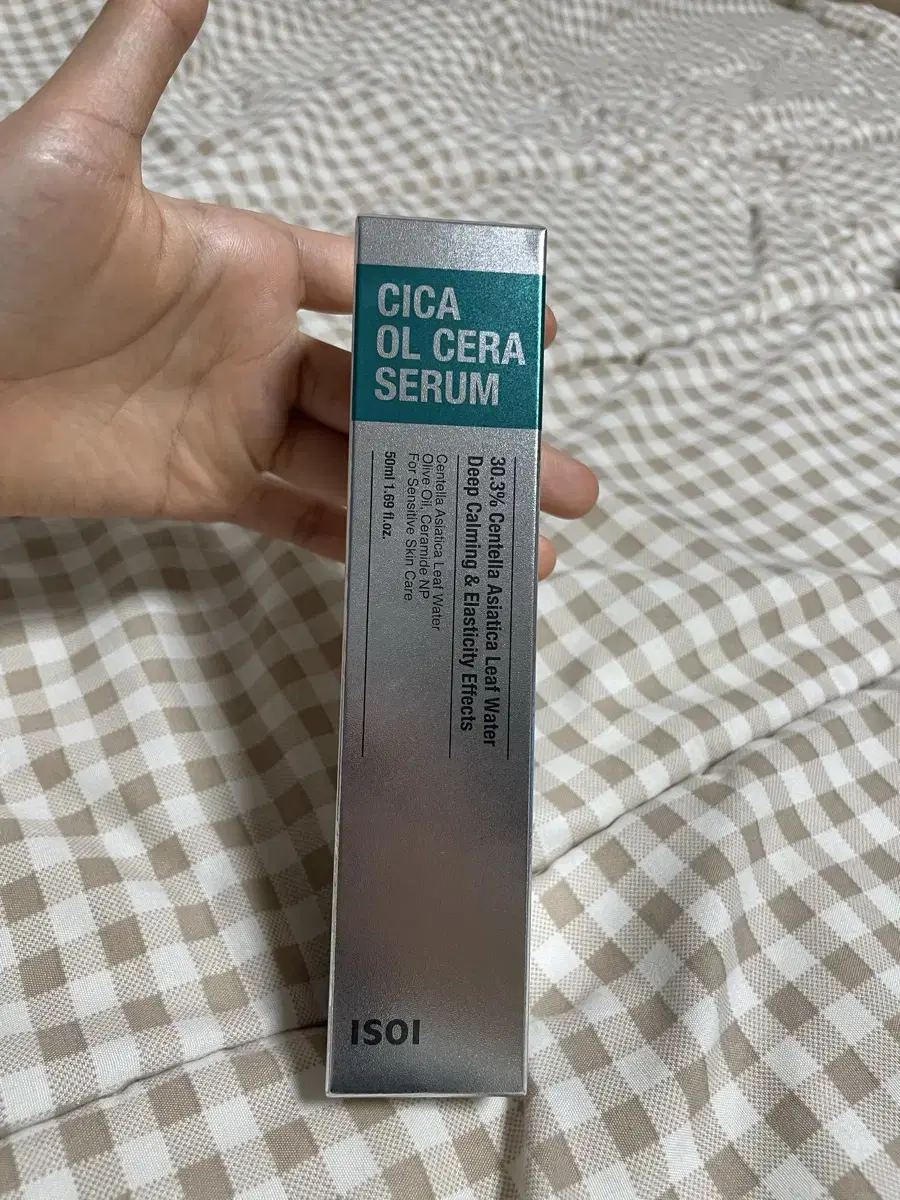 CICA
OL CERA
SERUM
30.3% Centella Asiatica Leaf Water
Deep Calming & Elasticity Effects
Centella Asiatica Leaf Water
Olive Oil, Ceramide NP
For Sensitive Skin Care
50ml 1.69 fl.oz.
ISOI